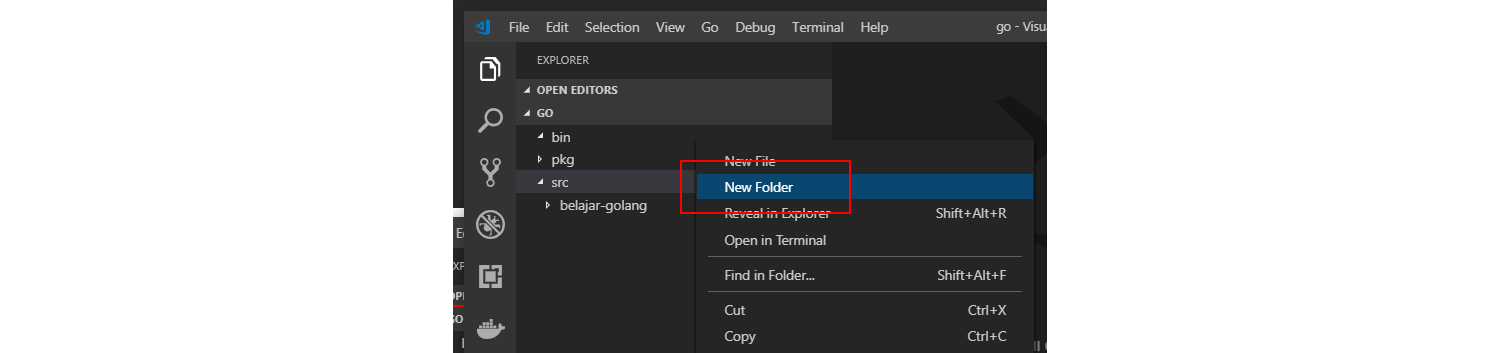 File Edit Selection View Go Debug Terminal Help go - Visu
EXPLORER
OPEN EDITORS
GO
bin
pkg
src
belajar-golang
New File
New Folder
Reveal in Explorer Shift+Alt+R
Open in Terminal
Find in Folder... Shift+Alt+F
Cut Ctrl+X
Copy Ctrl+C